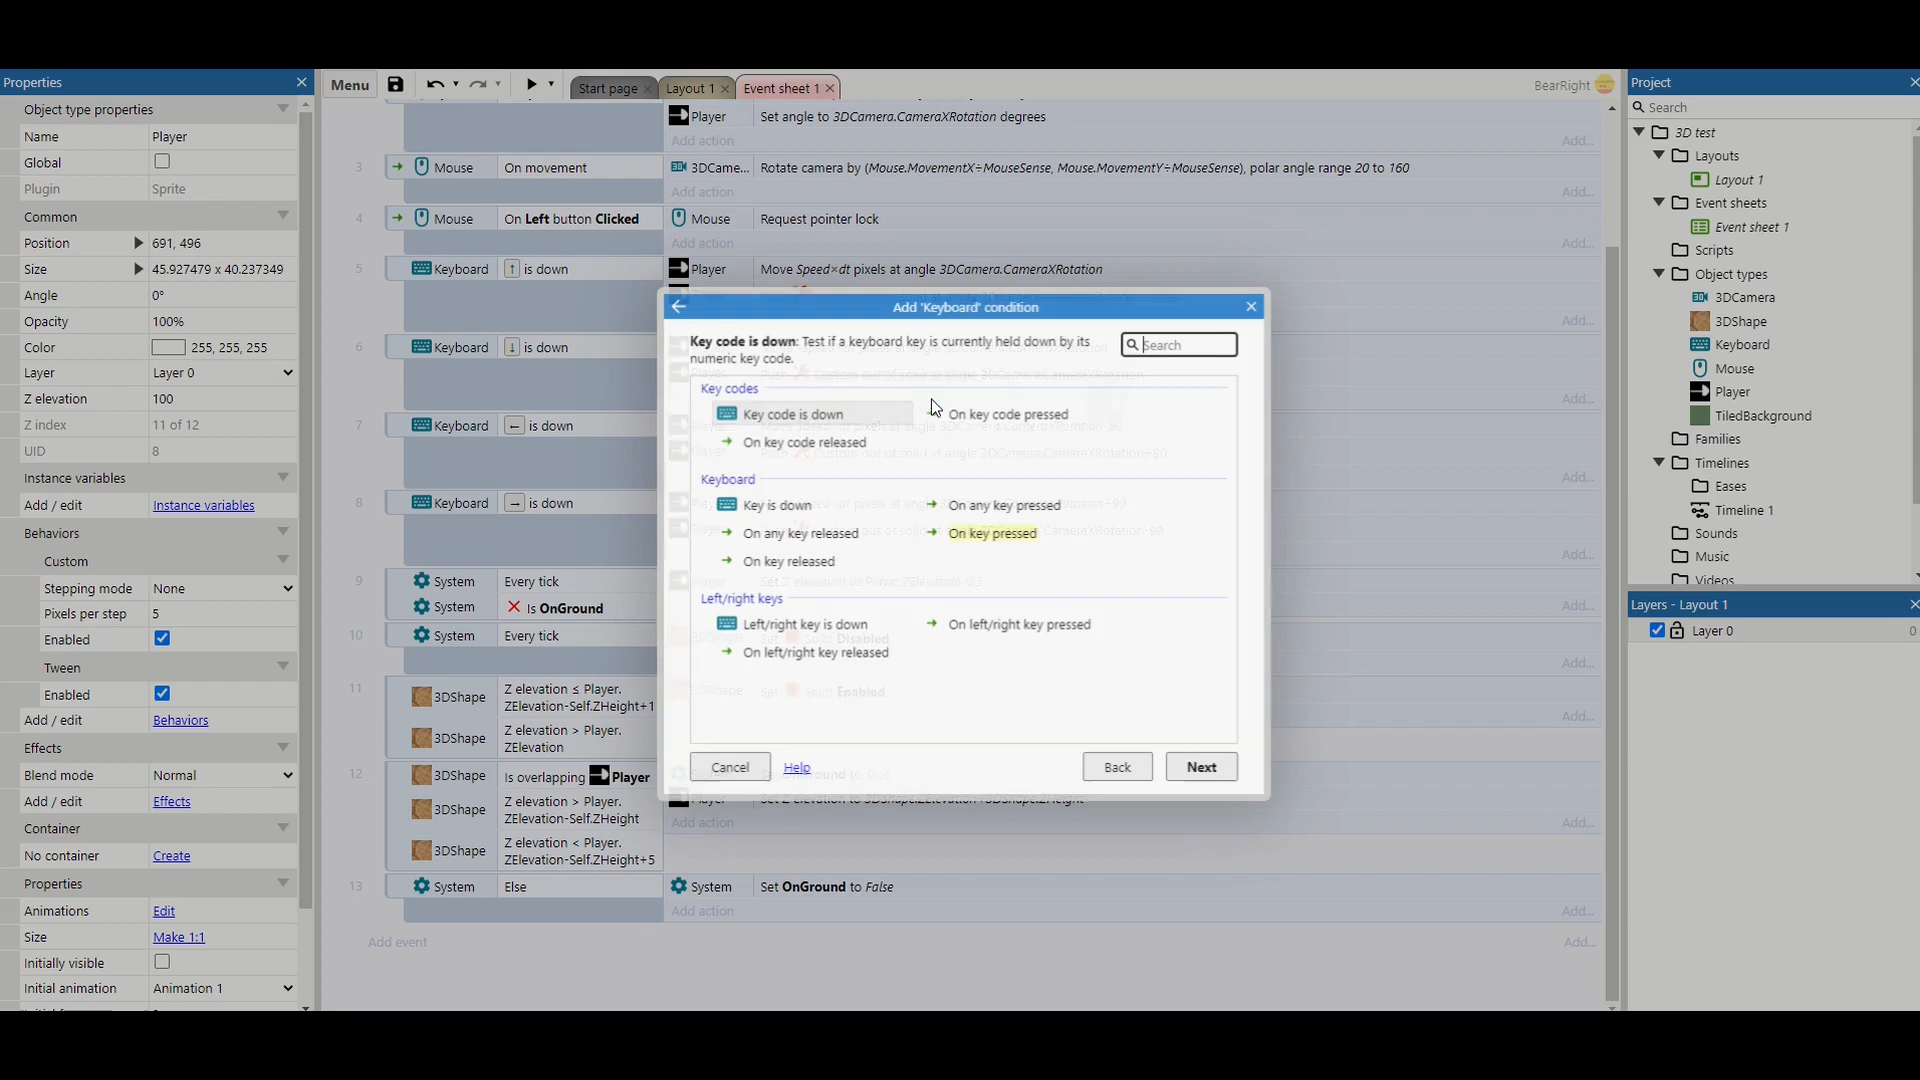 Properties
Menu
Start page
Layout 1
Event sheet 1
BearRight
Project
Object type properties
Name Player
Global
Plugin Sprite
Common
Position 691, 496
Size 45.927479 x 40.237349
Angle 0°
Opacity 100%
Color 255, 255, 255
Layer Layer 0
Z elevation 100
Z index 11 of 12
UID 8
Instance variables
Add / edit Instance variables
Behaviors
Custom
Stepping mode None
Pixels per step 5
Enabled
Tween
Enabled
Add / edit Behaviors
Effects
Blend mode Normal
Add / edit Effects
Container
No container Create
Properties
Animations Edit
Size Make 1:1
Initially visible
Initial animation Animation 1
Player Set angle to 3DCamera.CameraXRotation degrees
Add action Add...
3 Mouse On movement 3DCame... Rotate camera by (Mouse.MovementX÷MouseSense, Mouse.MovementY÷MouseSense), polar angle range 20 to 160
Add action Add...
4 Mouse On Left button Clicked Mouse Request pointer lock
Add action Add...
5 Keyboard ↑ is down Player Move Speed×dt pixels at angle 3DCamera.CameraXRotation
Add...
6 Keyboard ↓ is down
Add...
7 Keyboard ← is down
Add...
8 Keyboard → is down
Add...
9 System Every tick
System Is OnGround
Add...
10 System Every tick
Add...
11 3DShape Z elevation ≤ Player.
ZElevation-Self.ZHeight+1
Add...
3DShape Z elevation > Player.
ZElevation
12 3DShape Is overlapping Player
3DShape Z elevation > Player.
ZElevation-Self.ZHeight
Player Set Z elevation to 3DShape.ZElevation+3DShape.ZHeight
Add action Add...
3DShape Z elevation < Player.
ZElevation-Self.ZHeight+5
13 System Else System Set OnGround to False
Add action Add...
Add event Add...
Add 'Keyboard' condition
Key code is down: Test if a keyboard key is currently held down by its
numeric key code.
Search
Key codes
Key code is down On key code pressed
On key code released
Keyboard
Key is down On any key pressed
On any key released On key pressed
On key released
Left/right keys
Left/right key is down On left/right key pressed
On left/right key released
Cancel Help Back Next
Search
3D test
Layouts
Layout 1
Event sheets
Event sheet 1
Scripts
Object types
3DCamera
3DShape
Keyboard
Mouse
Player
TiledBackground
Families
Timelines
Eases
Timeline 1
Sounds
Music
Videos
Layers - Layout 1
Layer 0 0